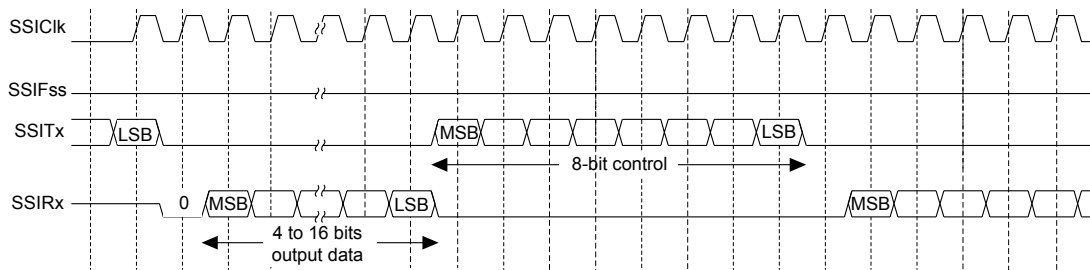 SSIClk
SSIFss
SSITx
LSB
MSB
LSB
8-bit control
SSIRx
0
MSB
LSB
MSB
4 to 16 bits
output data